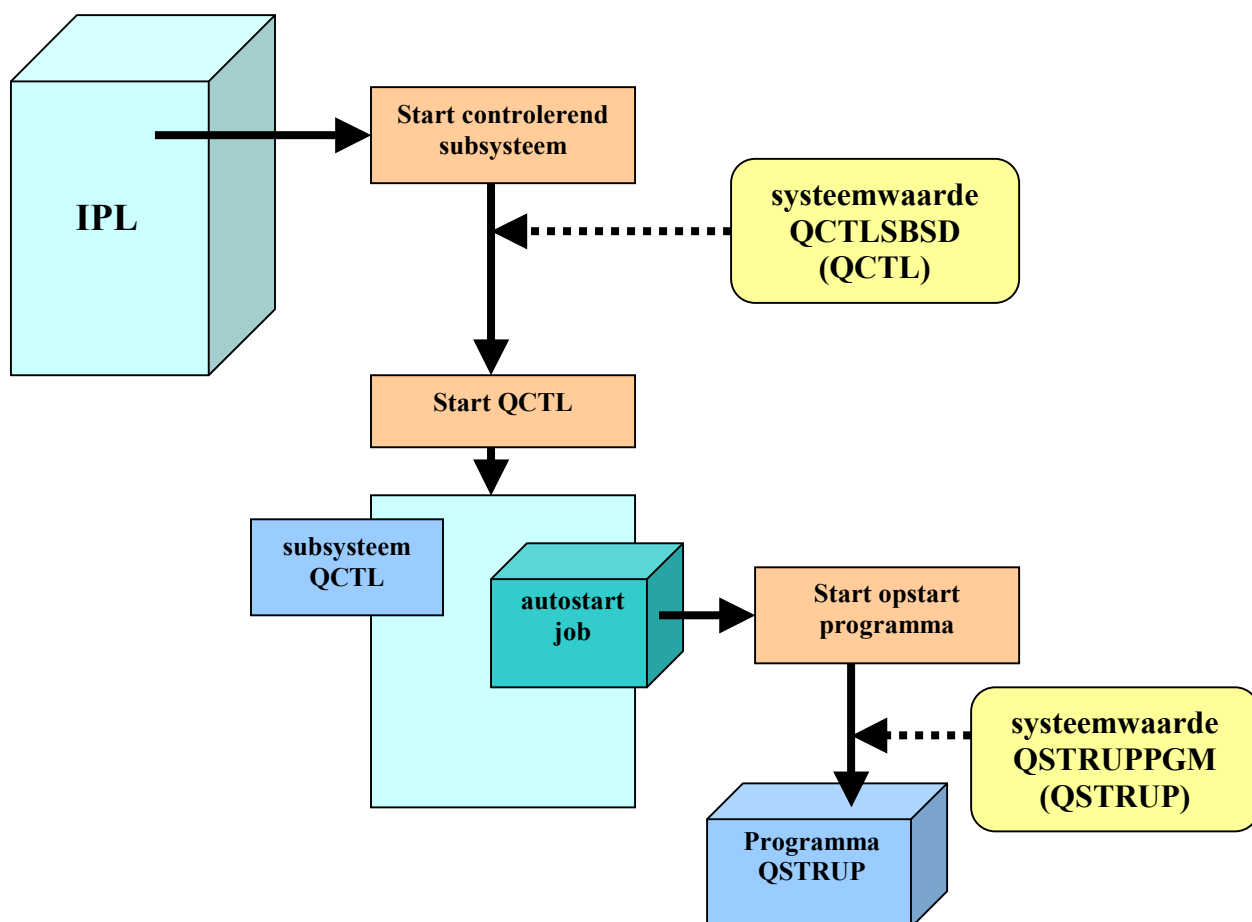 IPL
Start controlerend
subsysteem
systeemwaarde
QCTLSBSD
(QCTL)
Start QCTL
subsysteem
QCTL
autostart
job
Start opstart
programma
systeemwaarde
QSTRUPPGM
(QSTRUP)
Programma
QSTRUP